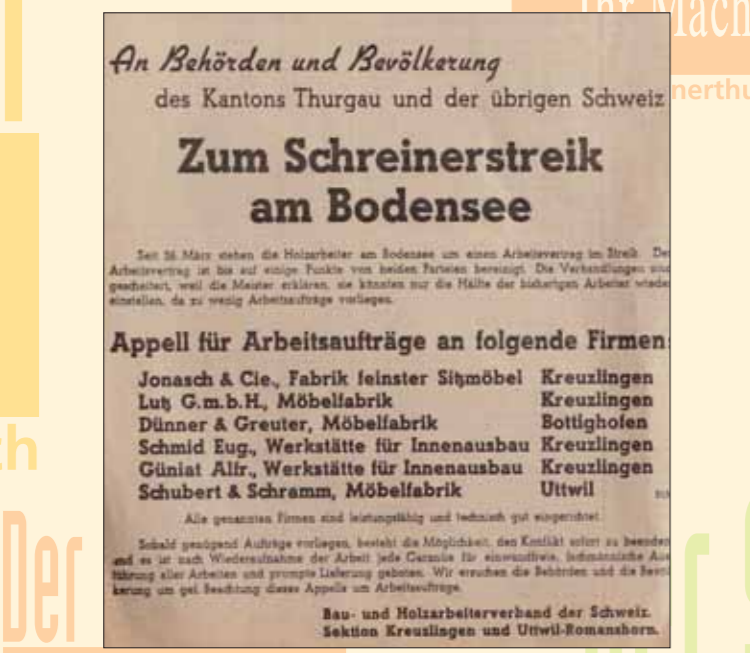 Ihr Mach
nerthu
An Behörden und Bevölkerung
des Kantons Thurgau und der übrigen Schweiz
Zum Schreinerstreik
am Bodensee
Seit 26. März stehen die Holzarbeiter am Bodensee um einen Arbeitsvertrag im Streik. Der
Arbeitsvertrag ist bis auf einige Punkte von beiden Parteien bereinigt. Die Verhandlungen sind
gescheitert, weil die Meister erklären, sie könnten nur die Hälfte der bisherigen Arbeiter wieder
einstellen, da zu wenig Arbeitsaufträge vorliegen.
Appell für Arbeitsaufträge an folgende Firmen:
Jonasch & Cie., Fabrik feinster Sitzmöbel Kreuzlingen
Lutz G.m.b.H., Möbelfabrik Kreuzlingen
Dünner & Greuter, Möbelfabrik Bottighofen
Schmid Eug., Werkstätte für Innenausbau Kreuzlingen
Güniat Alfr., Werkstätte für Innenausbau Kreuzlingen
Schubert & Schramm, Möbelfabrik Uttwil
Alle genannten Firmen sind leistungsfähig und technisch gut eingerichtet.
Sobald genügend Aufträge vorliegen, besteht die Möglichkeit, den Konflikt sofort zu beenden
und es ist nach Wiederaufnahme der Arbeit jede Garantie für einwandfreie, fachmännische Aus
führung aller Arbeiten und prompte Lieferung geboten. Wir ersuchen die Behörden und die Bevöl
kerung um gefl. Beachtung dieses Appells um Arbeitsaufträge.
Bau- und Holzarbeiterverband der Schweiz.
Sektion Kreuzlingen und Uttwil-Romanshorn.
h
Der